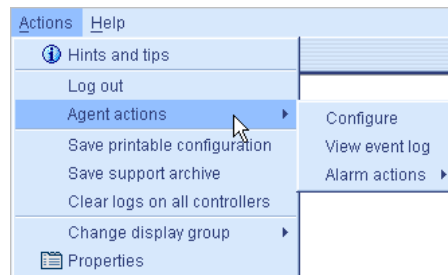 Actions Help
Hints and tips
Log out
Agent actions
Save printable configuration
Save support archive
Clear logs on all controllers
Change display group
Properties
Configure
View event log
Alarm actions